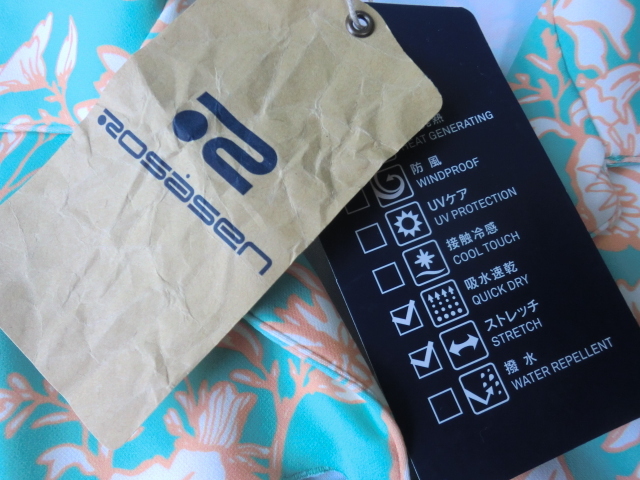 ROSASEN
熱
HEAT GENERATING
防風
WINDPROOF
UVケア
UV PROTECTION
接触冷感
COOL TOUCH
吸水速乾
QUICK DRY
ストレッチ
STRETCH
撥水
WATER REPELLENT